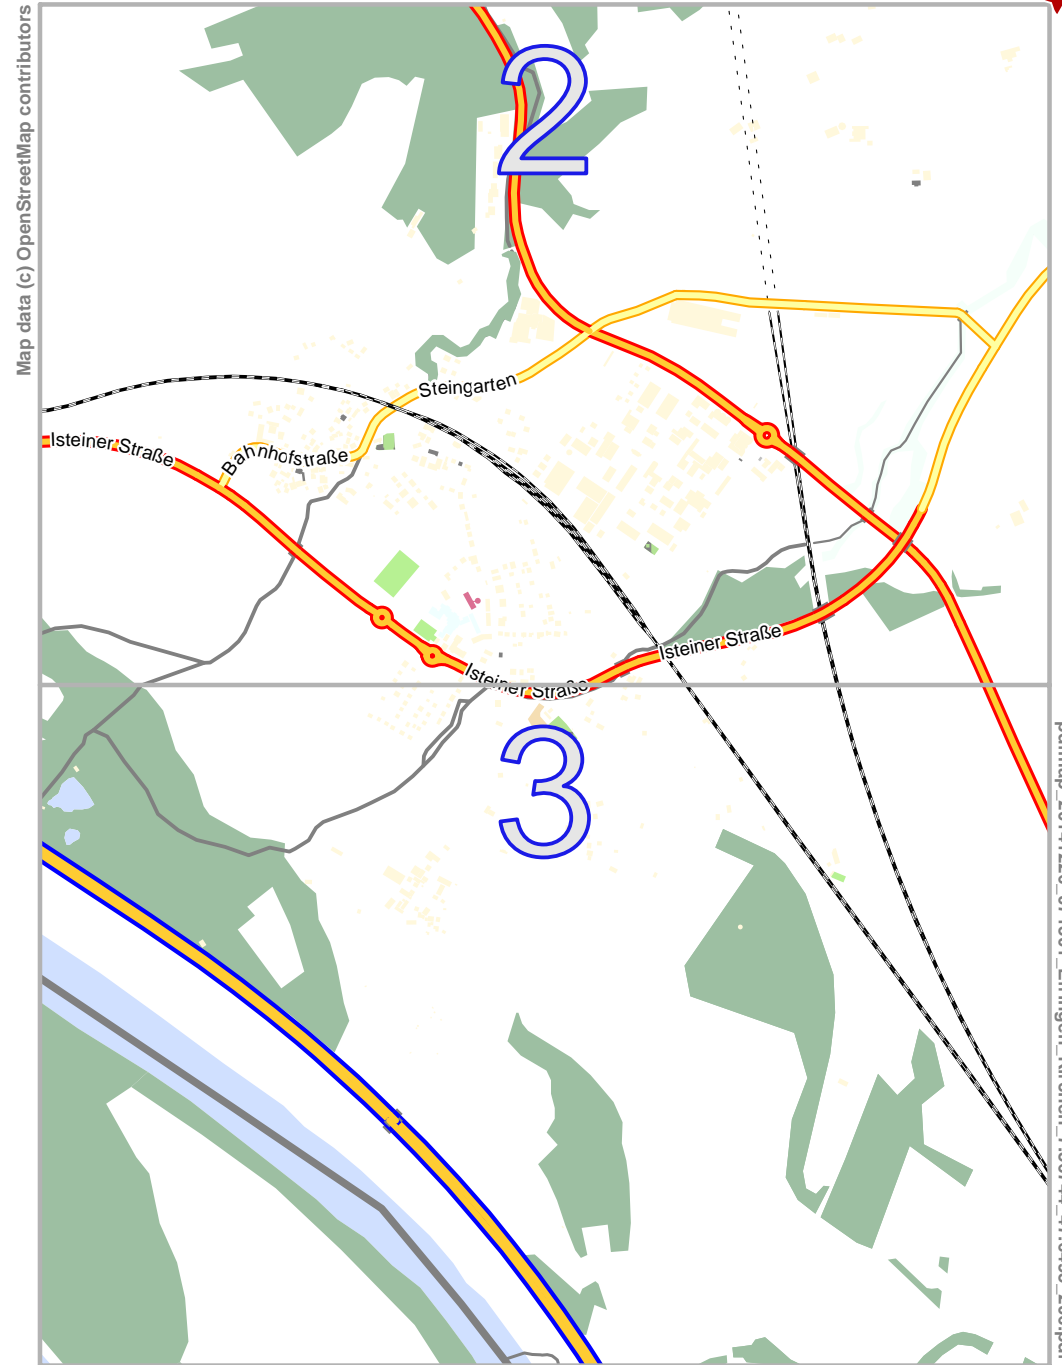 Map data (c) OpenStreetMap contributors
2
Steingarten
Isteiner Straße
Bahnhofstraße
Isteiner Straße
Isteiner Straße
3